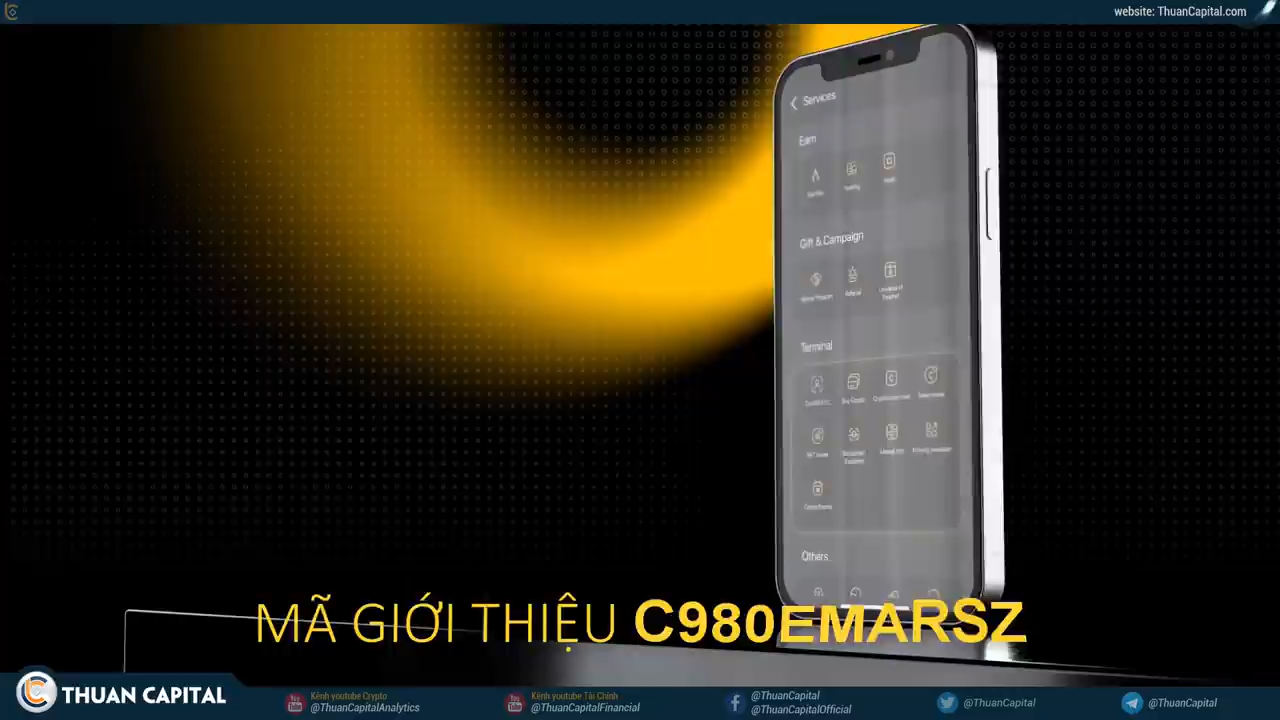 website: ThuanCapital.com
Services
Earn
Gift & Campaign
Referral
Terminal
Others
MÃ GIỚI THIỆU C980EMARSZ
THUAN CAPITAL
Kênh youtube Crypto
@ThuanCapitalAnalytics
Kênh youtube Tài Chính
@ThuanCapitalFinancial
@ThuanCapital
@ThuanCapitalOfficial
@ThuanCapital
@ThuanCapital